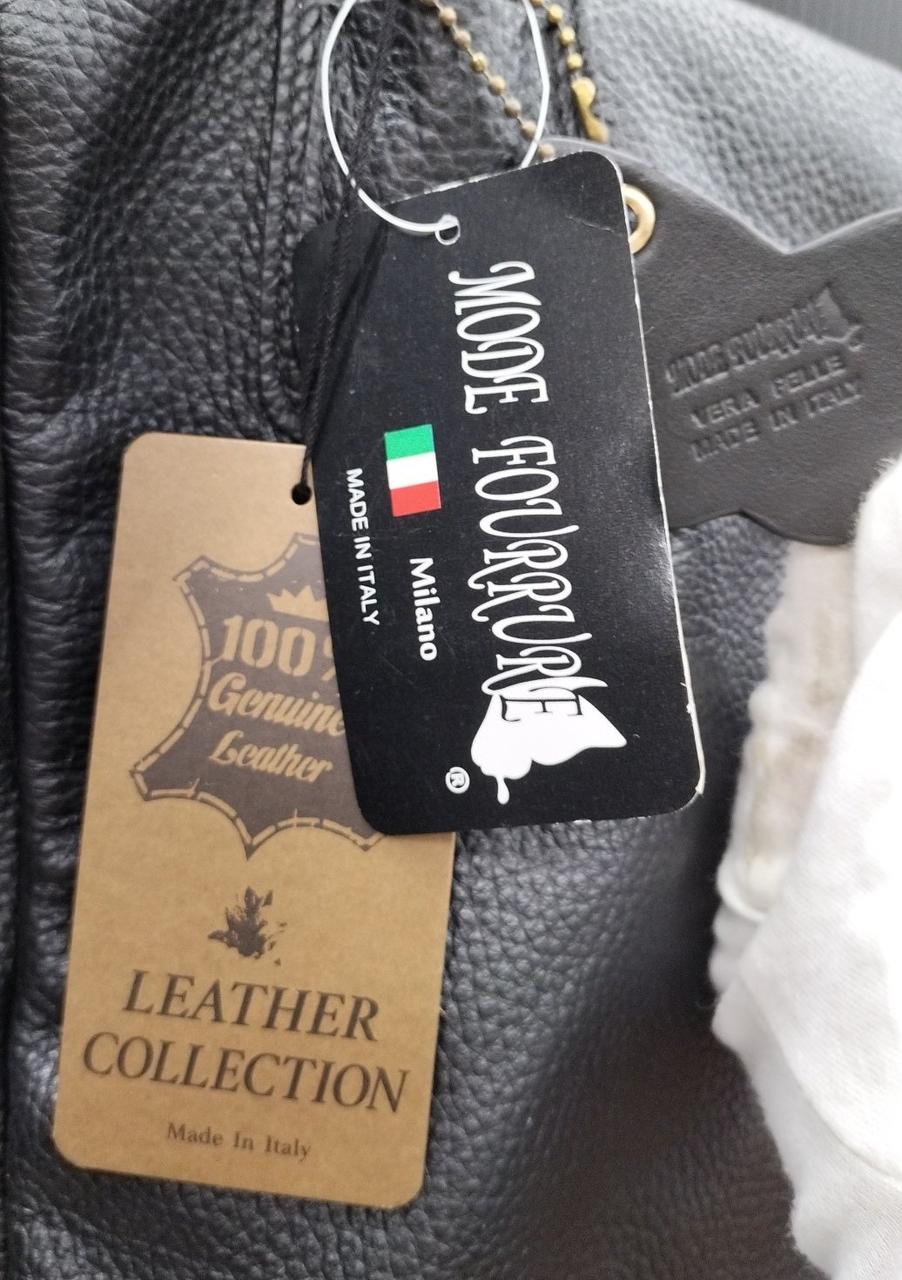 MODE FOURRURE
Milano
MADE IN ITALY
®
100%
Genuine
Leather
LEATHER
COLLECTION
Made In Italy
VERA PELLE
MADE IN ITALY